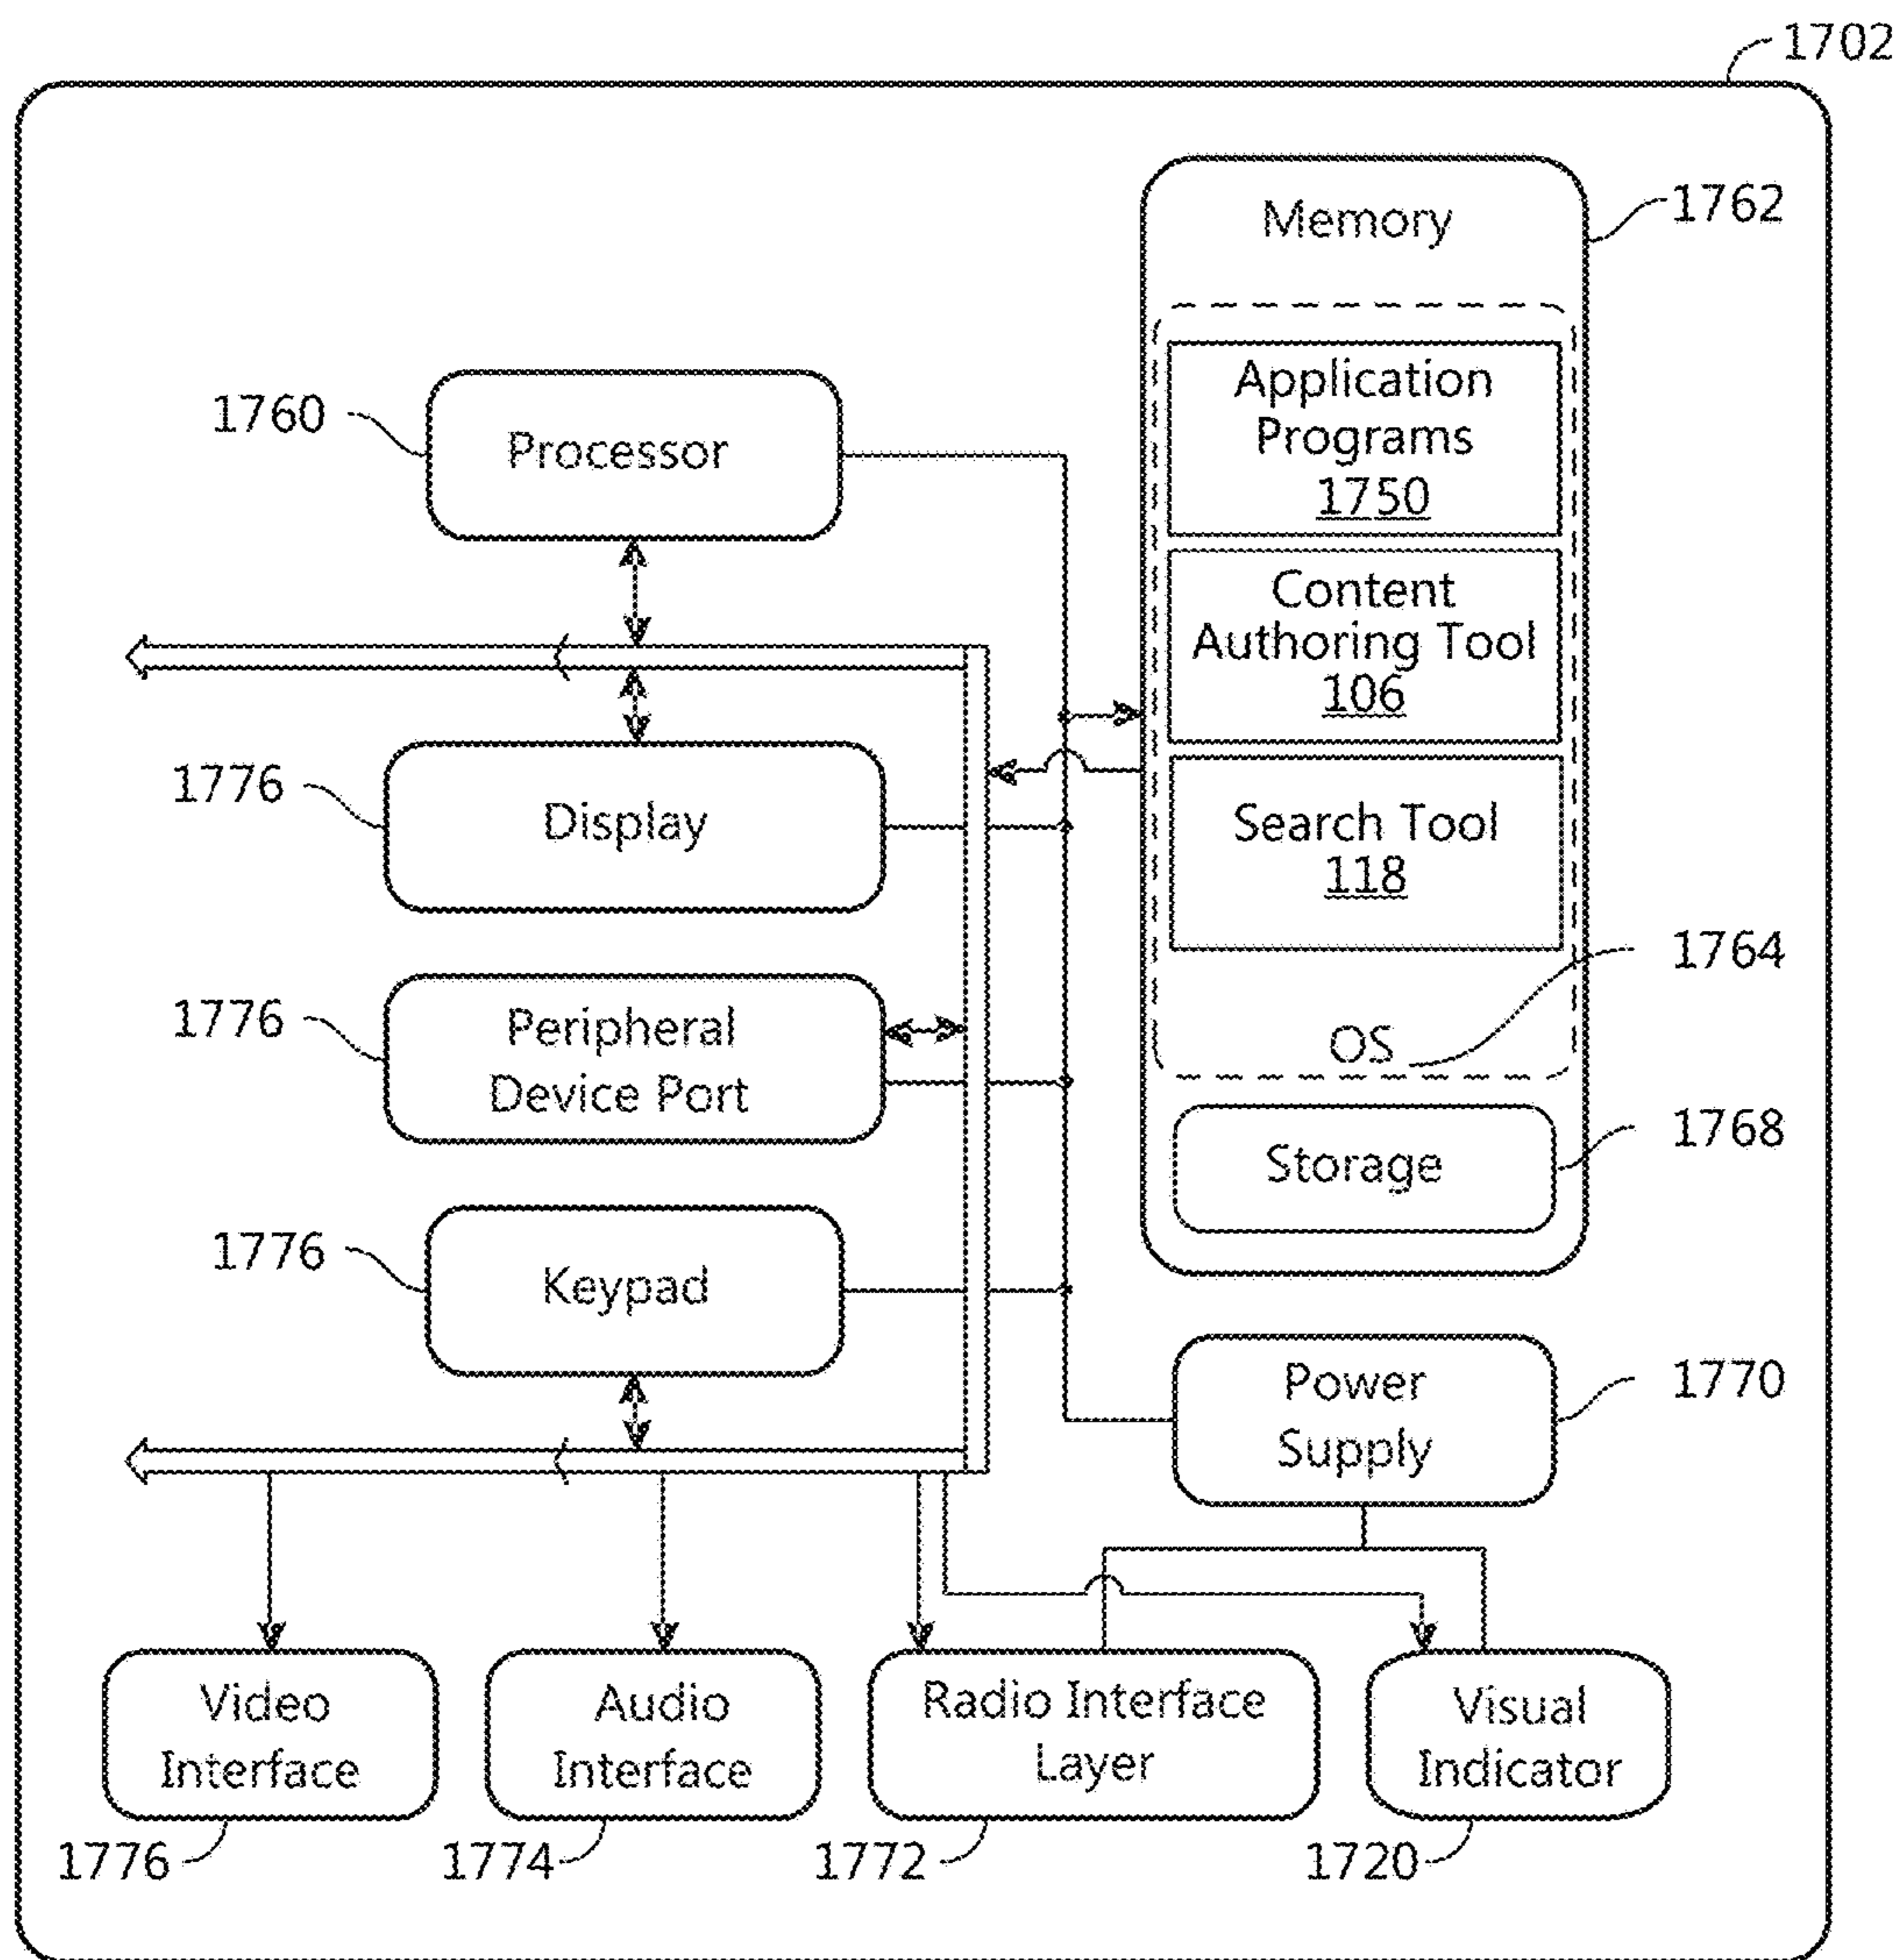 1702
Memory
1762
Application
Programs
1750
1760
Processor
Content
Authoring Tool
106
1776
Display
Search Tool
118
1764
1776
Peripheral
Device Port
OS
1768
Storage
1776
Keypad
Power
Supply
1770
Video
Interface
Audio
Interface
Radio Interface
Layer
Visual
Indicator
1776
1774
1772
1720